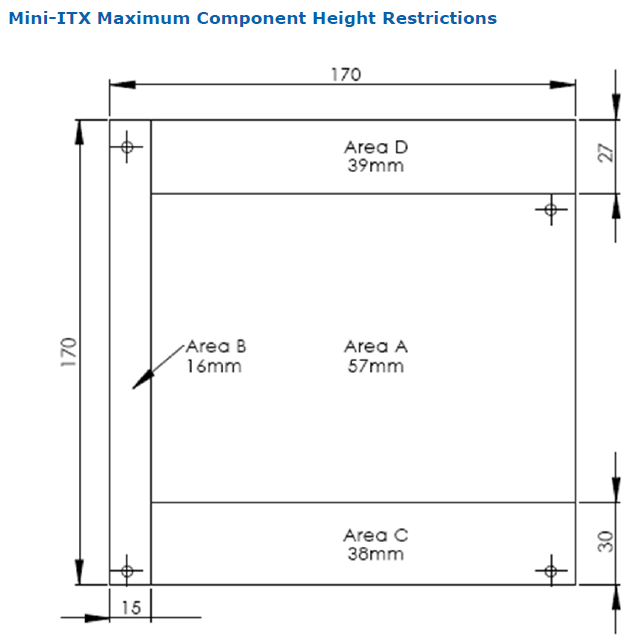 Mini-ITX Maximum Component Height Restrictions
170
Area D
39mm
27
170
Area B
16mm
Area A
57mm
Area C
38mm
30
15